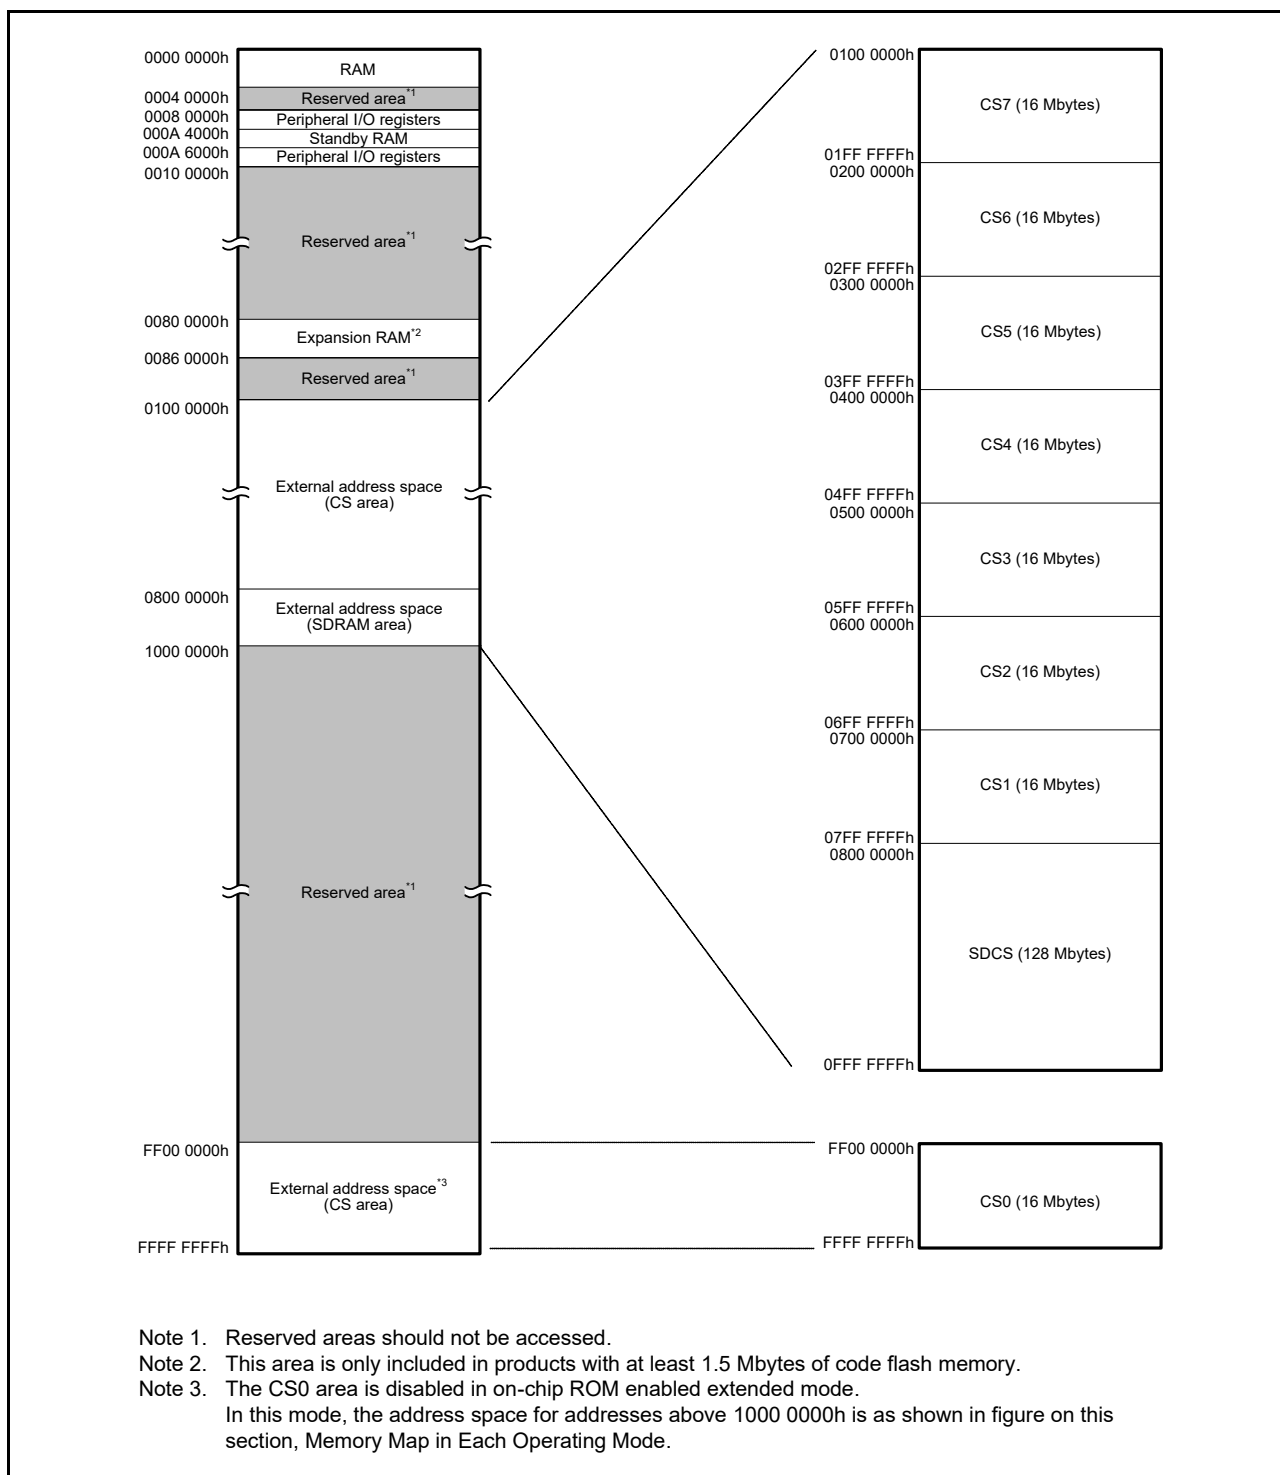 0000 0000h
RAM
0004 0000h
Reserved area*1
0008 0000h
Peripheral I/O registers
000A 4000h
Standby RAM
000A 6000h
Peripheral I/O registers
0010 0000h
Reserved area*1
0080 0000h
Expansion RAM*2
0086 0000h
Reserved area*1
0100 0000h
External address space
(CS area)
0800 0000h
External address space
(SDRAM area)
1000 0000h
Reserved area*1
FF00 0000h
External address space*3
(CS area)
FFFF FFFFh
0100 0000h
CS7 (16 Mbytes)
01FF FFFFh
0200 0000h
CS6 (16 Mbytes)
02FF FFFFh
0300 0000h
CS5 (16 Mbytes)
03FF FFFFh
0400 0000h
CS4 (16 Mbytes)
04FF FFFFh
0500 0000h
CS3 (16 Mbytes)
05FF FFFFh
0600 0000h
CS2 (16 Mbytes)
06FF FFFFh
0700 0000h
CS1 (16 Mbytes)
07FF FFFFh
0800 0000h
SDCS (128 Mbytes)
0FFF FFFFh
FF00 0000h
CS0 (16 Mbytes)
FFFF FFFFh
Note 1. Reserved areas should not be accessed.
Note 2. This area is only included in products with at least 1.5 Mbytes of code flash memory.
Note 3. The CS0 area is disabled in on-chip ROM enabled extended mode.
In this mode, the address space for addresses above 1000 0000h is as shown in figure on this
section, Memory Map in Each Operating Mode.